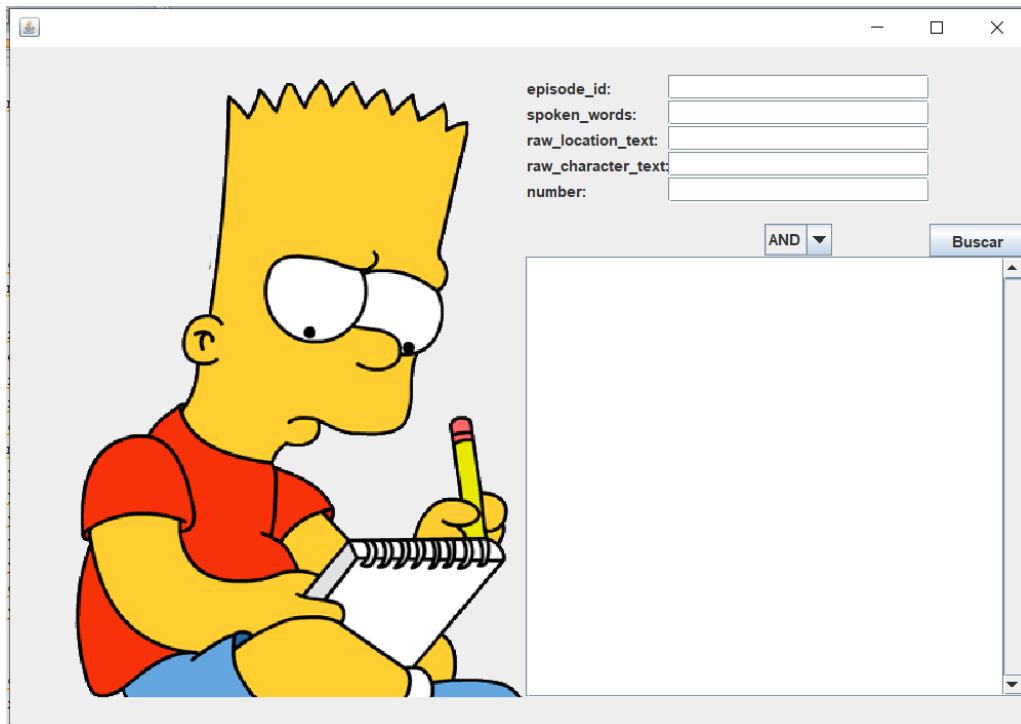 episode_id:
spoken_words:
raw_location_text:
raw_character_text:
number:
AND
Buscar